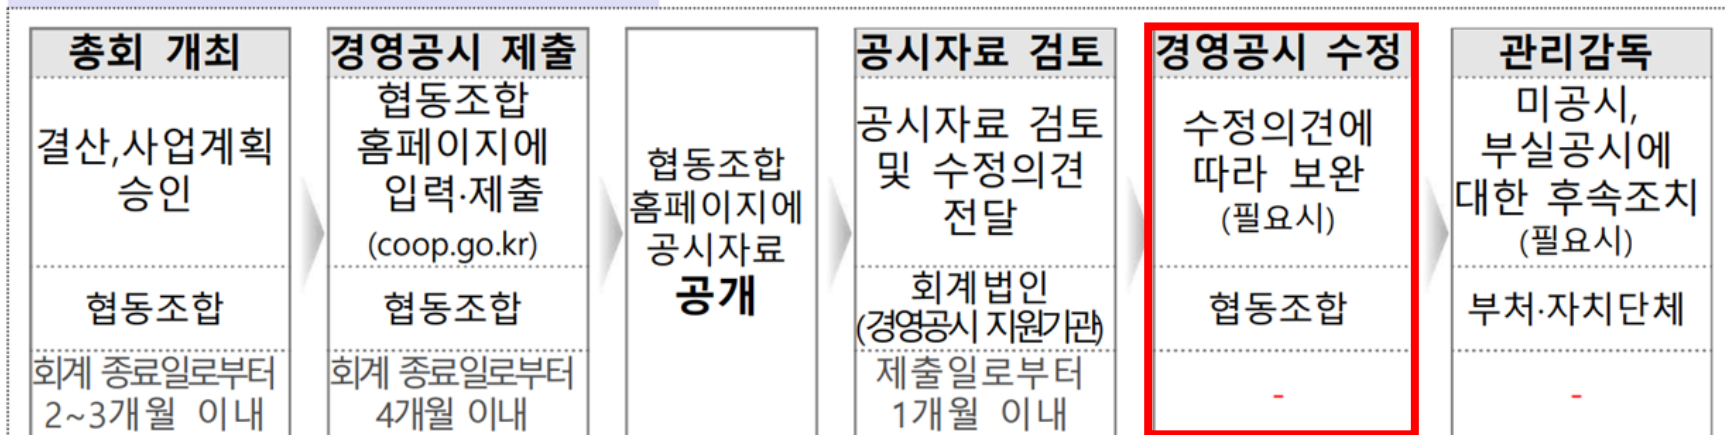 총회 개최
결산,사업계획
승인
협동조합
회계 종료일로부터
2~3개월 이내
경영공시 제출
협동조합
홈페이지에
입력·제출
(coop.go.kr)
협동조합
회계 종료일로부터
4개월 이내
협동조합
홈페이지에
공시자료
공개
공시자료 검토
공시자료 검토
및 수정의견
전달
회계법인
(경영공시 지원기관)
제출일로부터
1개월 이내
경영공시 수정
수정의견에
따라 보완
(필요시)
협동조합
-
관리감독
미공시,
부실공시에
대한 후속조치
(필요시)
부처·자치단체
-